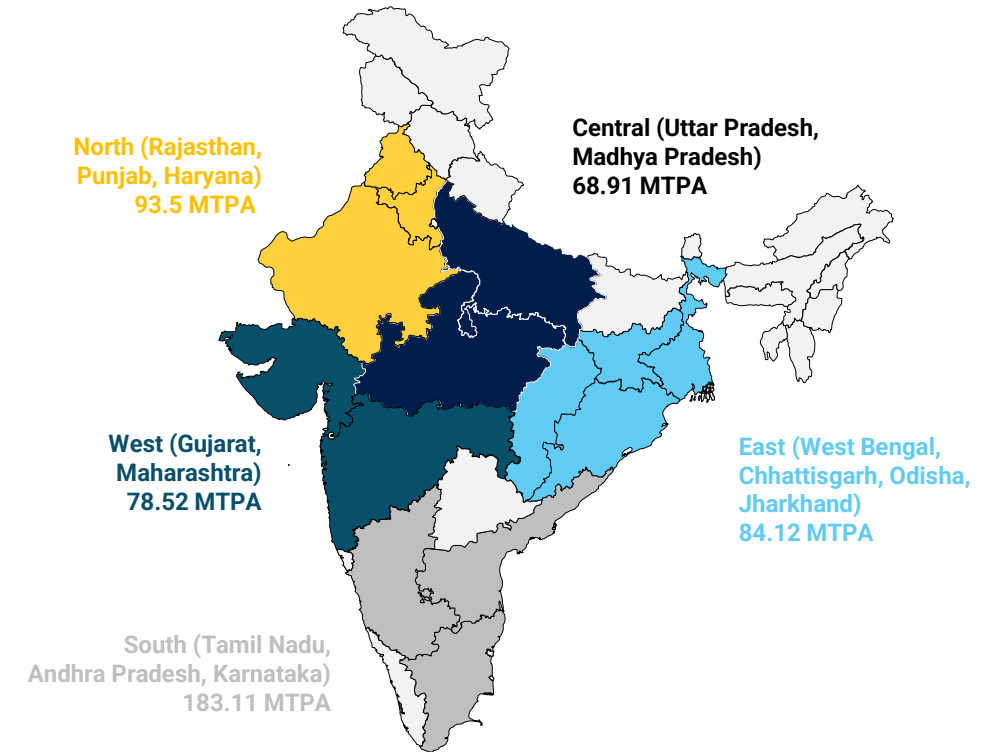 Central (Uttar Pradesh,
Madhya Pradesh)
68.91 MTPA
North (Rajasthan,
Punjab, Haryana)
93.5 MTPA
West (Gujarat,
Maharashtra)
78.52 MTPA
East (West Bengal,
Chhattisgarh, Odisha,
Jharkhand)
84.12 MTPA
South (Tamil Nadu,
Andhra Pradesh, Karnataka)
183.11 MTPA